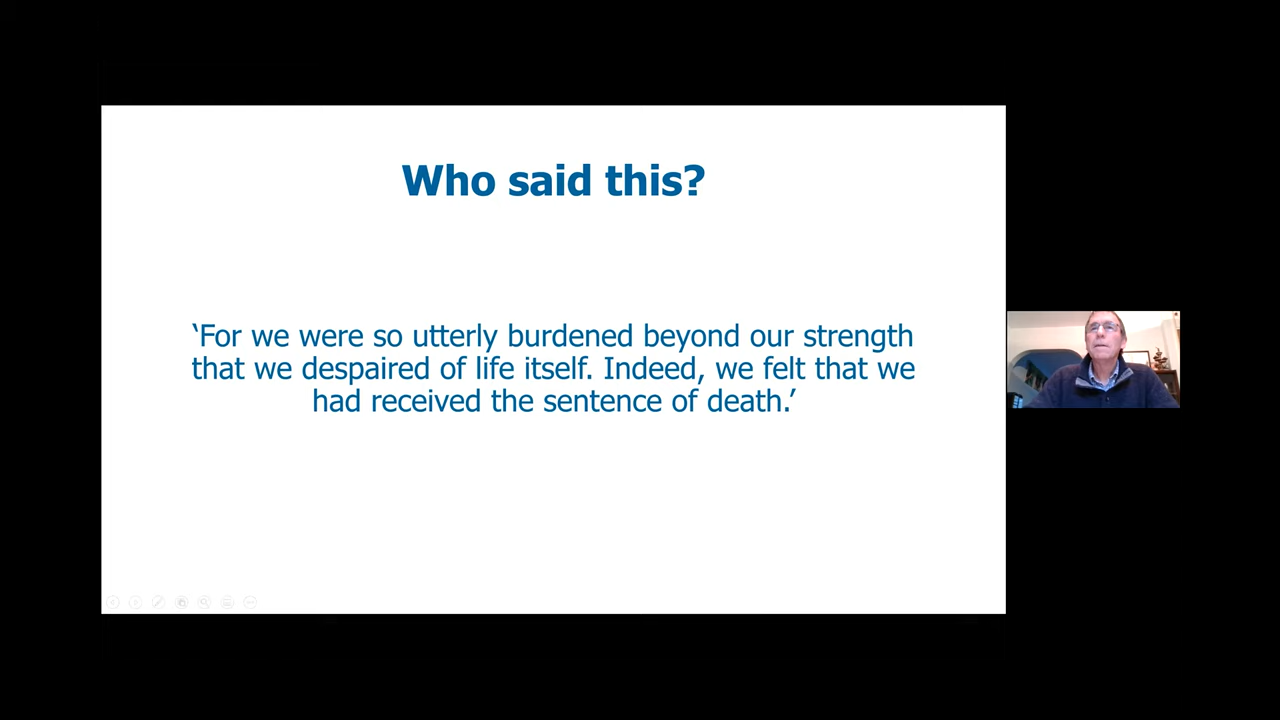 Who said this?
‘For we were so utterly burdened beyond our strength
that we despaired of life itself. Indeed, we felt that we
had received the sentence of death.’